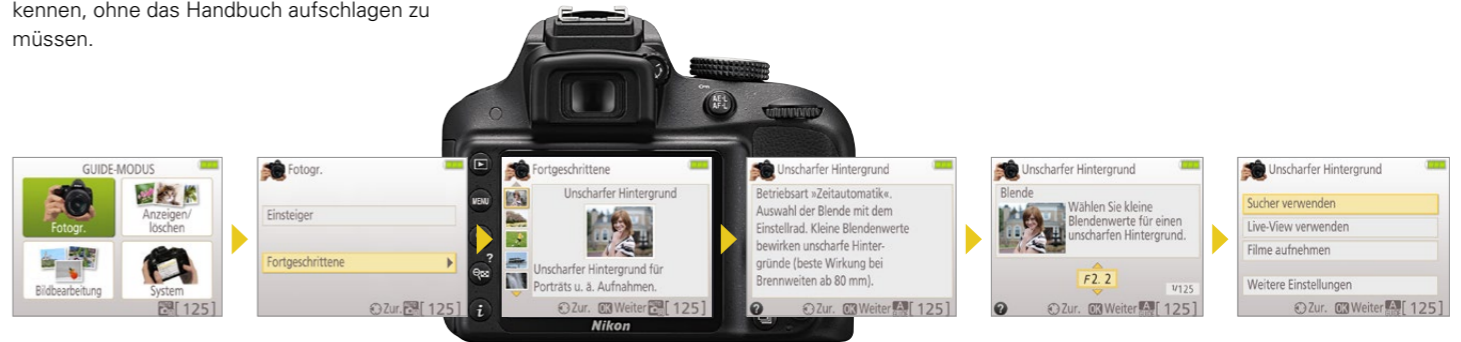 kennen, ohne das Handbuch aufschlagen zu
müssen.
GUIDE-MODUS
Fotogr.
Anzeigen/
löschen
Bildbearbeitung
System
[ 125]
Fotogr.
Einsteiger
Fortgeschrittene
Zur.
[ 125]
AE-L
AF-L
MENU
?
i
Nikon
Fortgeschrittene
Unscharfer Hintergrund
Unscharfer Hintergrund für
Porträts u. ä. Aufnahmen.
Zur. OK Weiter [ 125]
Unscharfer Hintergrund
Betriebsart »Zeitautomatik«.
Auswahl der Blende mit dem
Einstellrad. Kleine Blendenwerte
bewirken unscharfe Hinter-
gründe (beste Wirkung bei
Brennweiten ab 80 mm).
? Zur. OK Weiter A [ 125]
Unscharfer Hintergrund
Blende
Wählen Sie kleine
Blendenwerte für einen
unscharfen Hintergrund.
F2. 2
1/125
? Zur. OK Weiter A [ 125]
Unscharfer Hintergrund
Sucher verwenden
Live-View verwenden
Filme aufnehmen
Weitere Einstellungen
Zur. OK Weiter A [ 125]